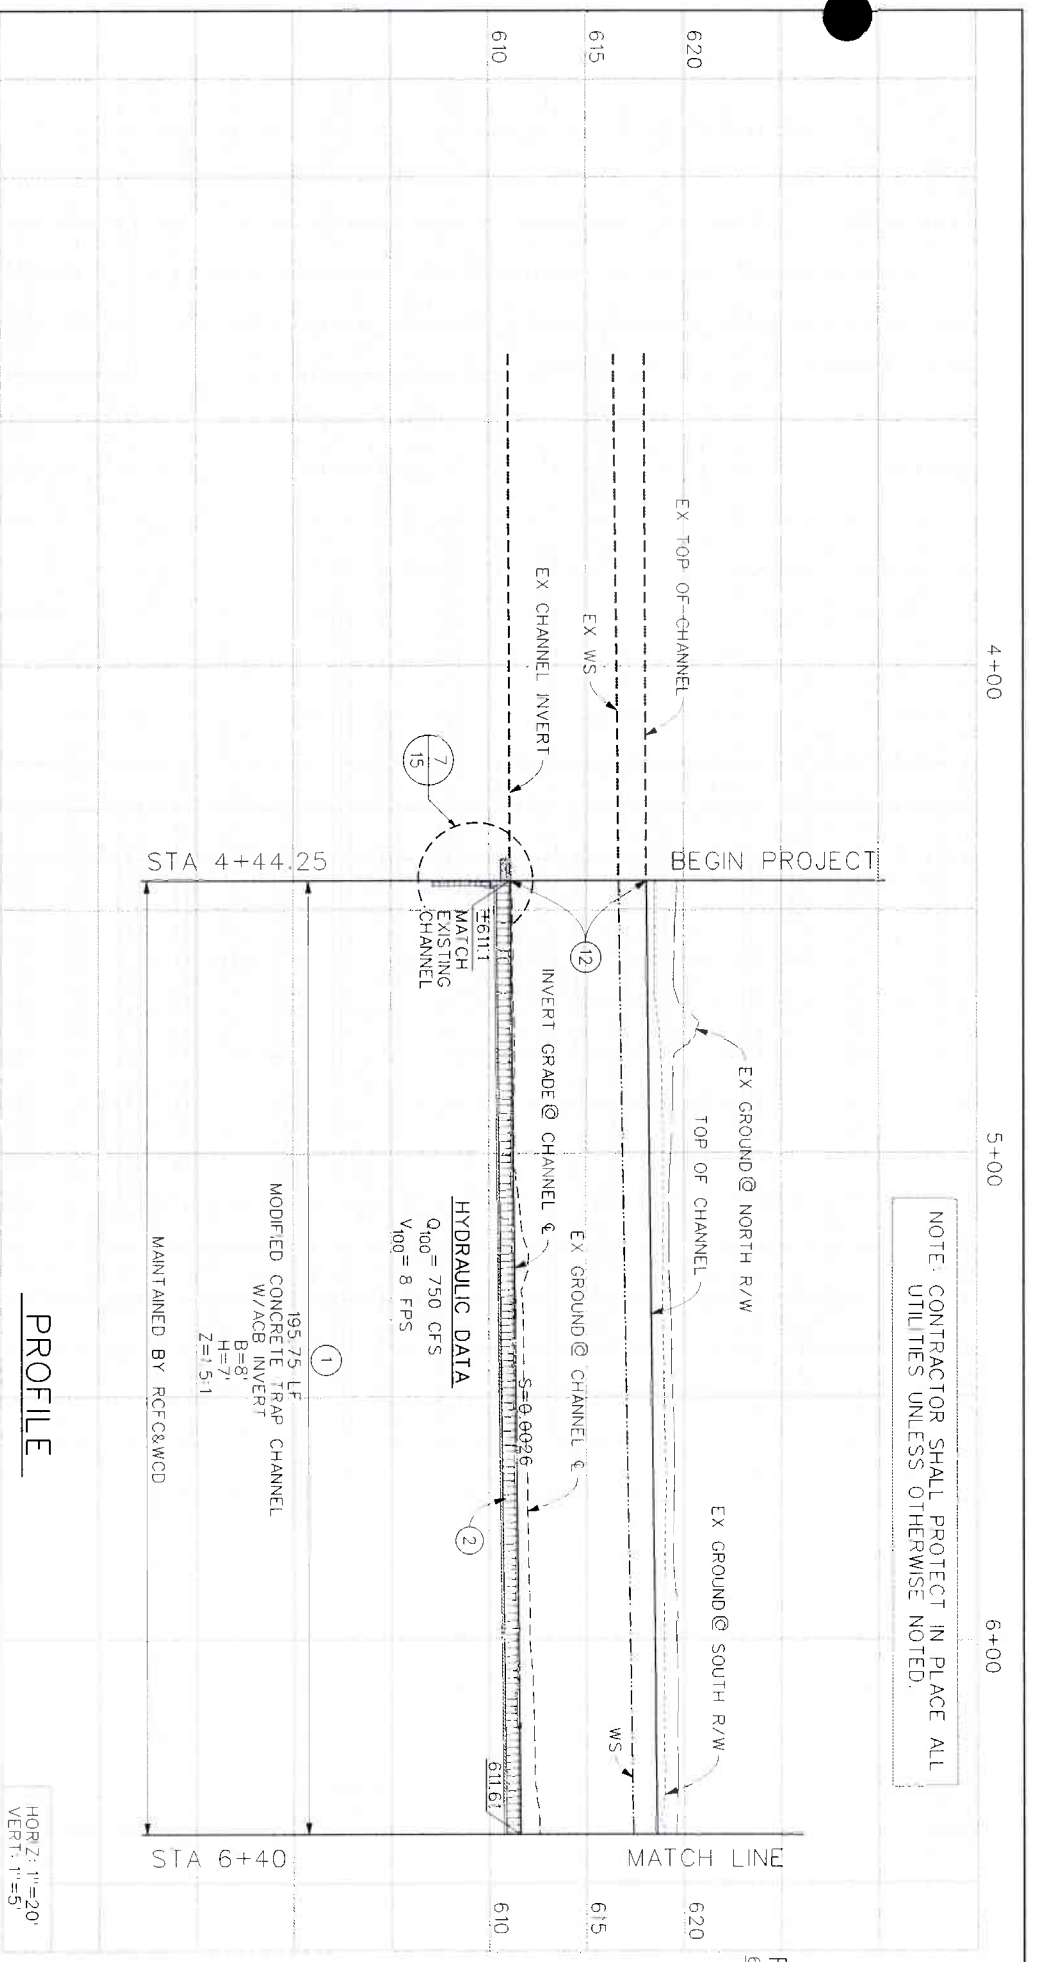 4+00
5+00
6+00
NOTE: CONTRACTOR SHALL PROTECT IN PLACE ALL
UTILITIES UNLESS OTHERWISE NOTED.
620
615
610
620
615
610
EX TOP OF CHANNEL
EX WS
EX CHANNEL INVERT
7
15
BEGIN PROJECT
STA 4+44.25
12
±611.1
MATCH
EXISTING
CHANNEL
EX GROUND@ NORTH R/W
TOP OF CHANNEL
INVERT GRADE@ CHANNEL ℄
EX GROUND@ CHANNEL ℄
EX GROUND@ SOUTH R/W
WS
S=0.0026
HYDRAULIC DATA
Q100= 750 CFS
V100= 8 FPS
2
611.61
MATCH LINE
STA 6+40
1
195.75 LF
MODIFIED CONCRETE TRAP CHANNEL
W/ACB INVERT
B=8'
H=7'
Z=1.5:1
MAINTAINED BY RCFC&WCD
PROFILE
HORIZ: 1"=20'
VERT: 1"=5'